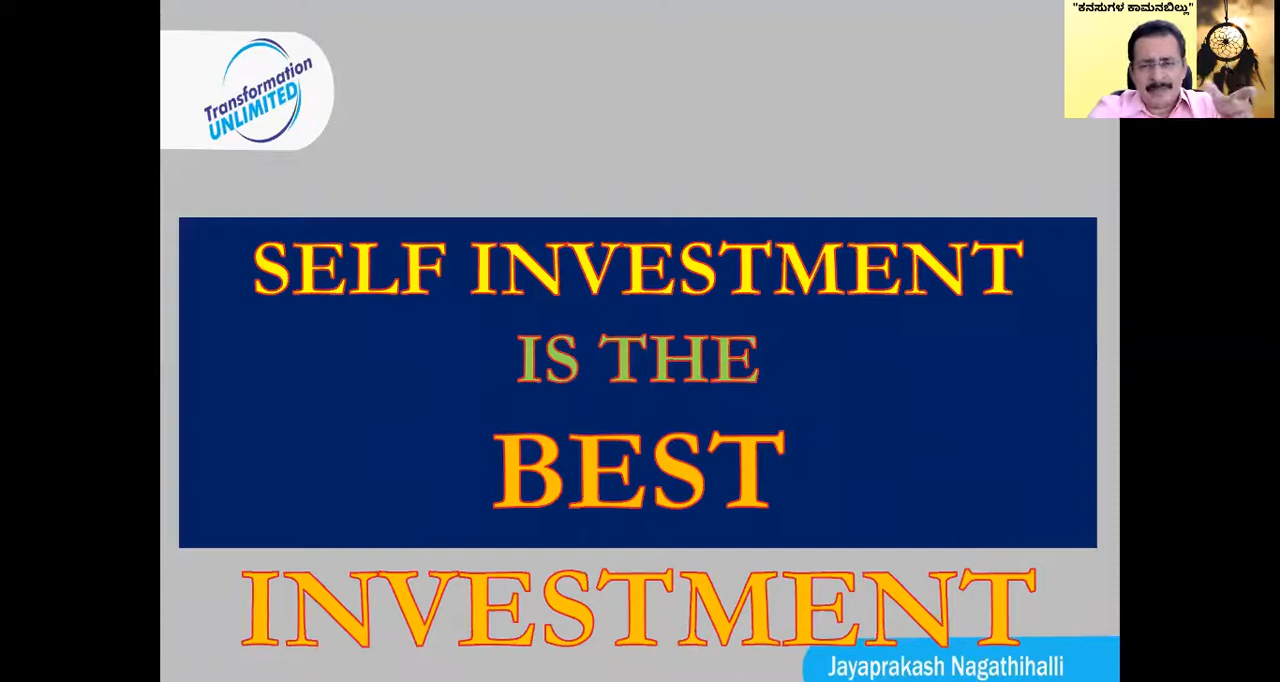 "ಕನಸುಗಳ ಕಾಮನಬಿಲ್ಲು"
Transformation
UNLIMITED
SELF INVESTMENT
IS THE
BEST
INVESTMENT
Jayaprakash Nagathihalli